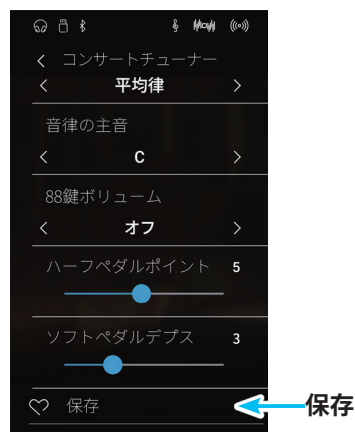 コンサートチューナー
平均律
音律の主音
C
88鍵ボリューム
オフ
ハーフペダルポイント 5
ソフトペダルデプス 3
保存 保存